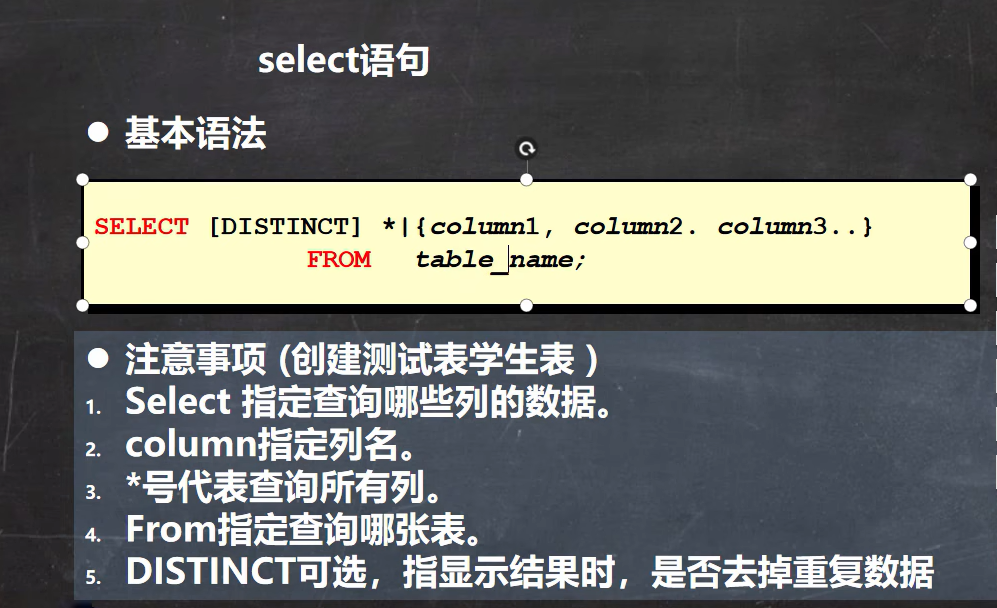 select语句
● 基本语法
SELECT [DISTINCT] *|{column1, column2. column3..}
FROM table_name;
● 注意事项 (创建测试表学生表 )
1. Select 指定查询哪些列的数据。
2. column指定列名。
3. *号代表查询所有列。
4. From指定查询哪张表。
5. DISTINCT可选，指显示结果时，是否去掉重复数据